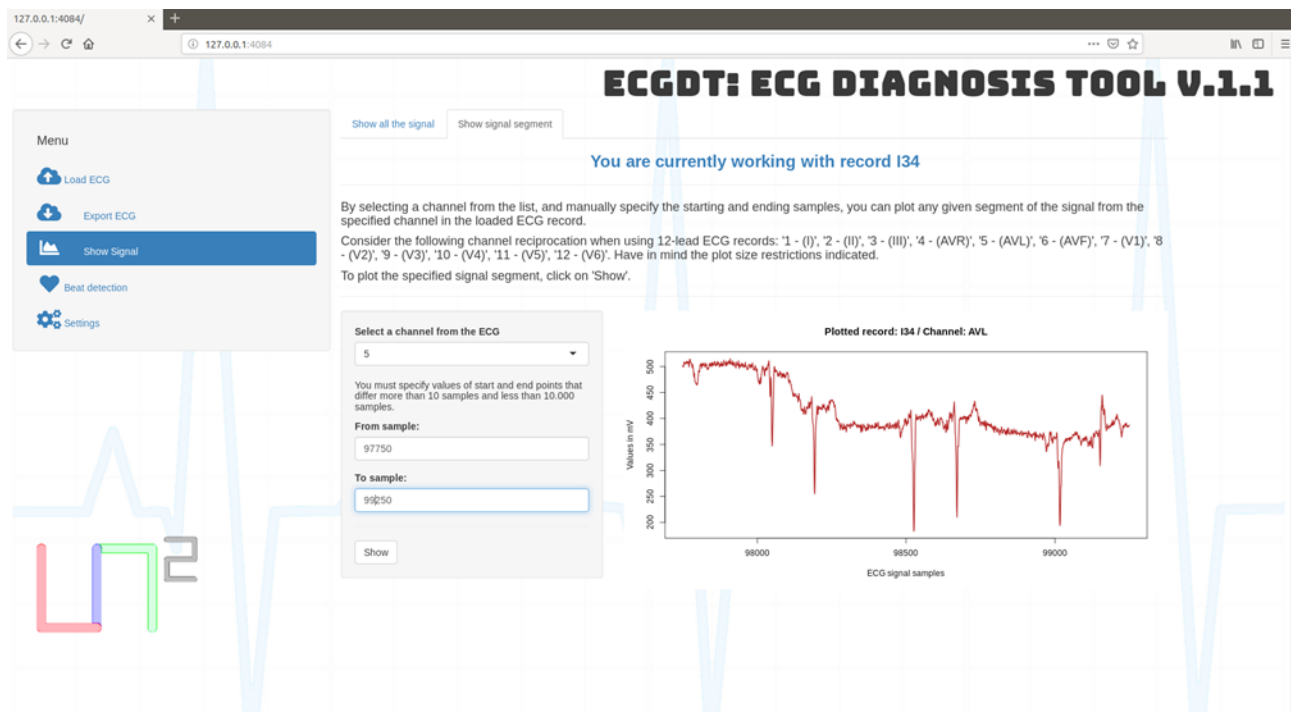 127.0.0.1:4084/
127.0.0.1:4084
ECGDT: ECG DIAGNOSIS TOOL V.1.1
Menu
Load ECG
Export ECG
Show Signal
Beat detection
Settings
Show all the signal
Show signal segment
You are currently working with record I34
By selecting a channel from the list, and manually specify the starting and ending samples, you can plot any given segment of the signal from the
specified channel in the loaded ECG record.
Consider the following channel reciprocation when using 12-lead ECG records: '1 - (I)', '2 - (II)', '3 - (III)', '4 - (AVR)', '5 - (AVL)', '6 - (AVF)', '7 - (V1)', '8
- (V2)', '9 - (V3)', '10 - (V4)', '11 - (V5)', '12 - (V6)'. Have in mind the plot size restrictions indicated.
To plot the specified signal segment, click on 'Show'.
Select a channel from the ECG
5
You must specify values of start and end points that
differ more than 10 samples and less than 10.000
samples.
From sample:
97750
To sample:
99250
Show
Plotted record: I34 / Channel: AVL
Values in mV
500
450
400
350
300
250
200
98000
98500
99000
ECG signal samples